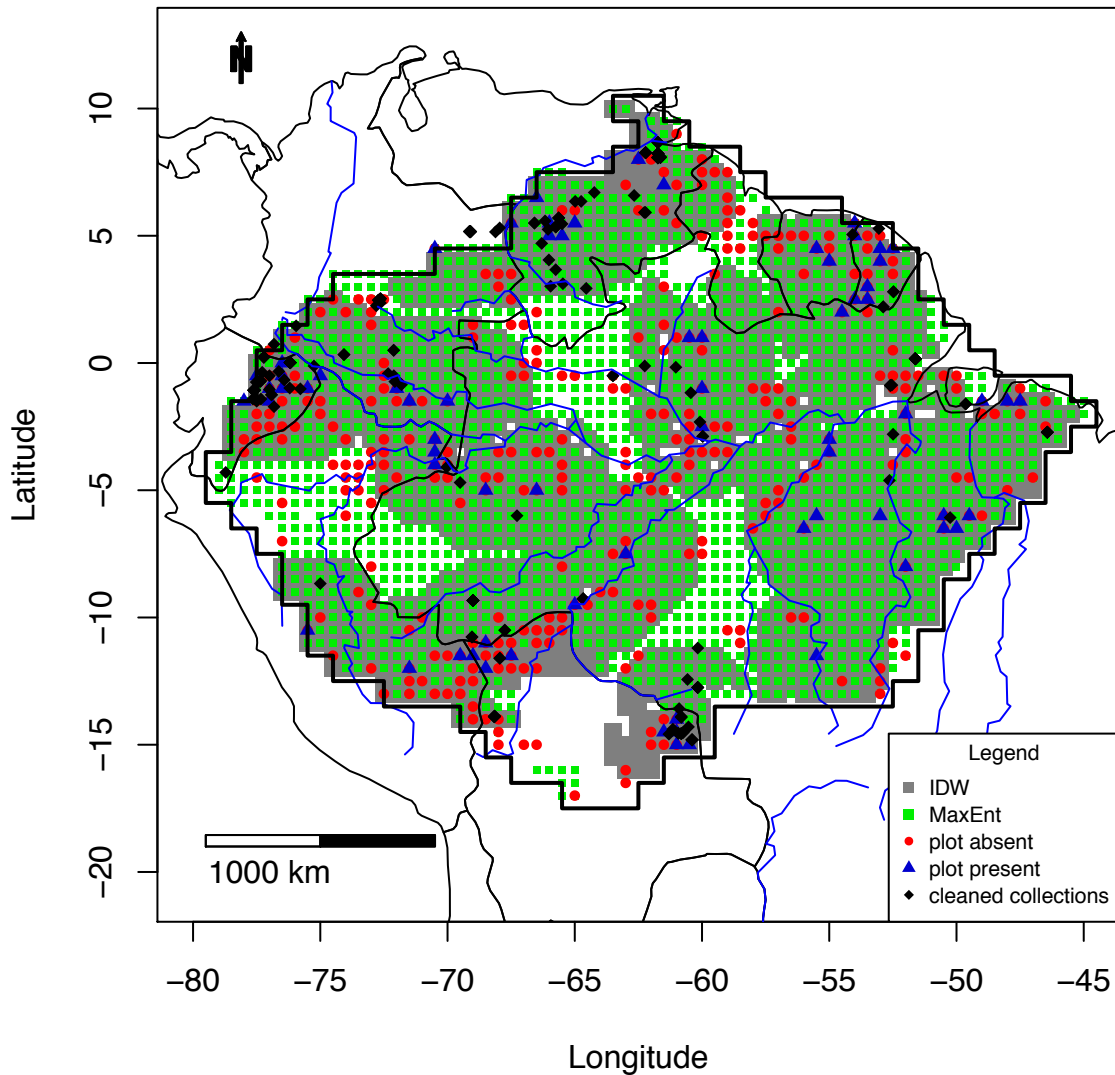 N
10
5
0
−5
−10
−15
−20
Latitude
1000 km
Legend
IDW
MaxEnt
plot absent
plot present
cleaned collections
−80 −75 −70 −65 −60 −55 −50 −45
Longitude